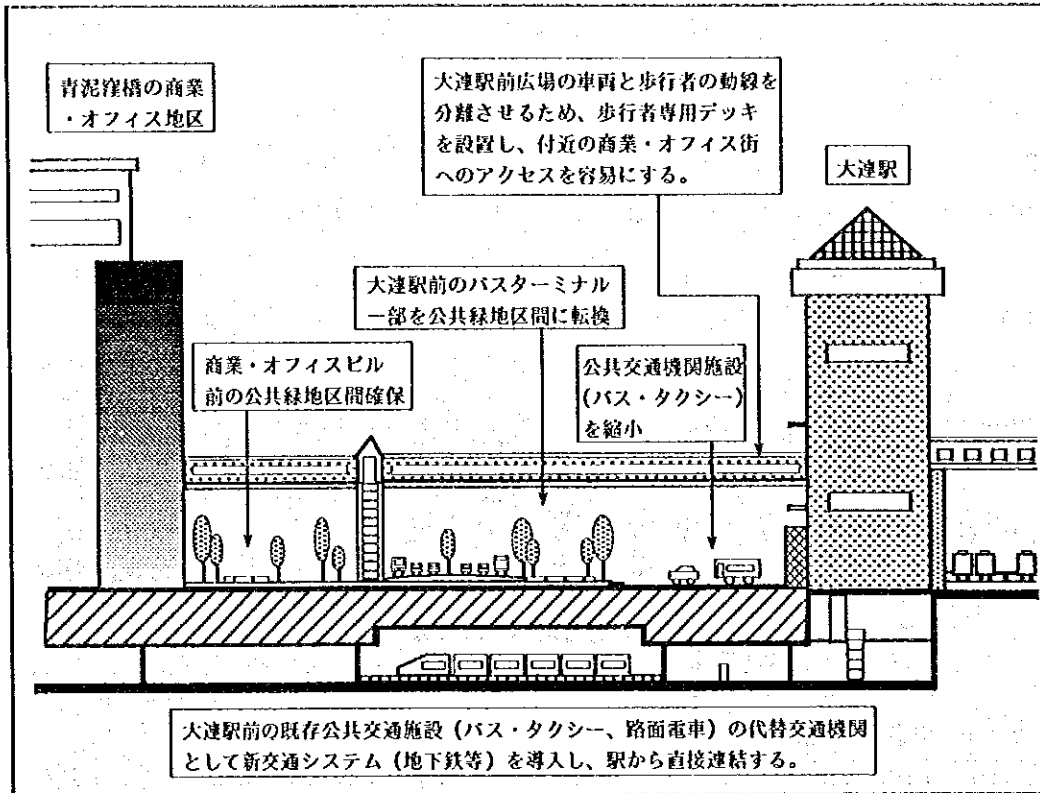 青泥窪橋の商業
・オフィス地区
大連駅前広場の車両と歩行者の動線を
分離させるため、歩行者専用デッキ
を設置し、付近の商業・オフィス街
へのアクセスを容易にする。
大連駅
大連駅前のバスターミナル
一部を公共緑地区間に転換
商業・オフィスビル
前の公共緑地区間確保
公共交通機関施設
(バス・タクシー)
を縮小
大連駅前の既存公共交通施設(バス・タクシー、路面電車)の代替交通機関
として新交通システム(地下鉄等)を導入し、駅から直接連結する。